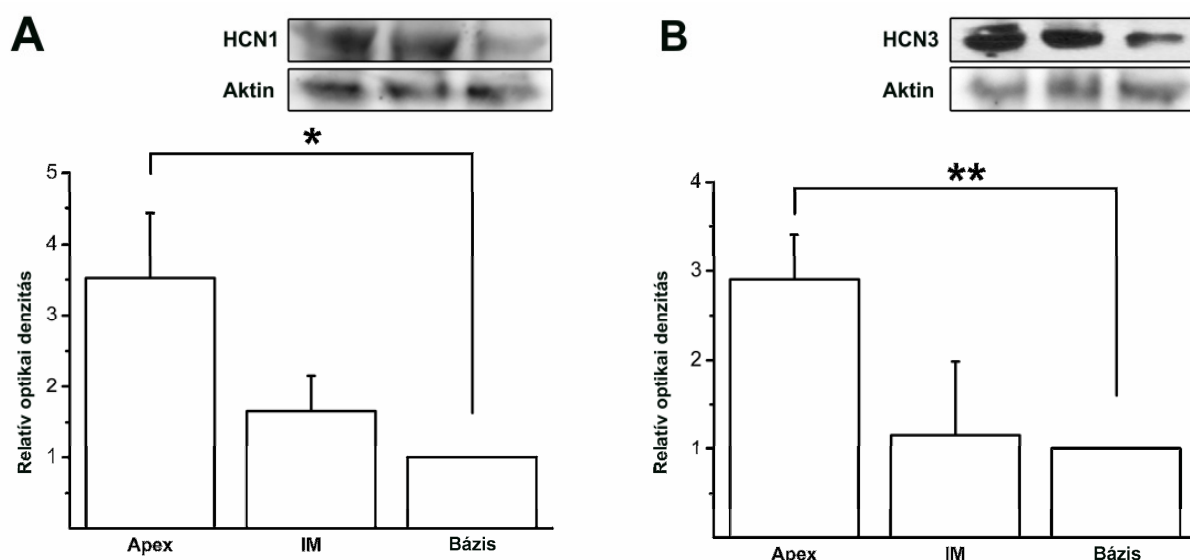 A
HCN1
Aktin
*
5
4
3
2
1
Relatív optikai denzitás
Apex IM Bázis
B
HCN3
Aktin
**
4
3
2
1
Relatív optikai denzitás
Apex IM Bázis